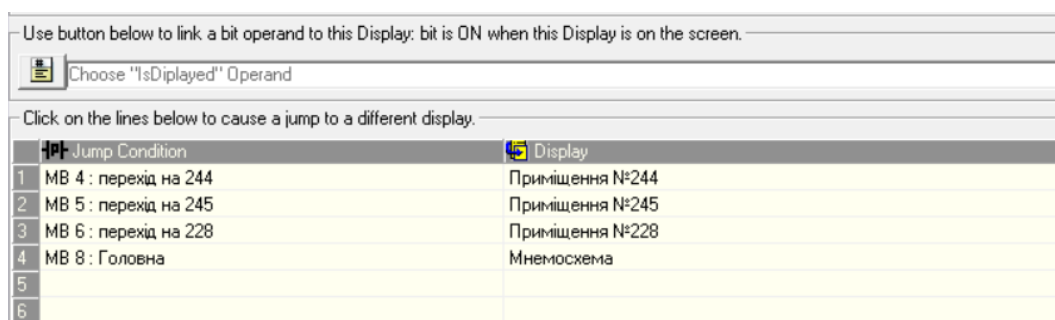 Use button below to link a bit operand to this Display: bit is ON when this Display is on the screen.
Choose "IsDiplayed" Operand
Click on the lines below to cause a jump to a different display.
Jump Condition Display
1 MB 4 : перехід на 244 Приміщення №244
2 MB 5 : перехід на 245 Приміщення №245
3 MB 6 : перехід на 228 Приміщення №228
4 MB 8 : Головна Мнемосхема
5
6